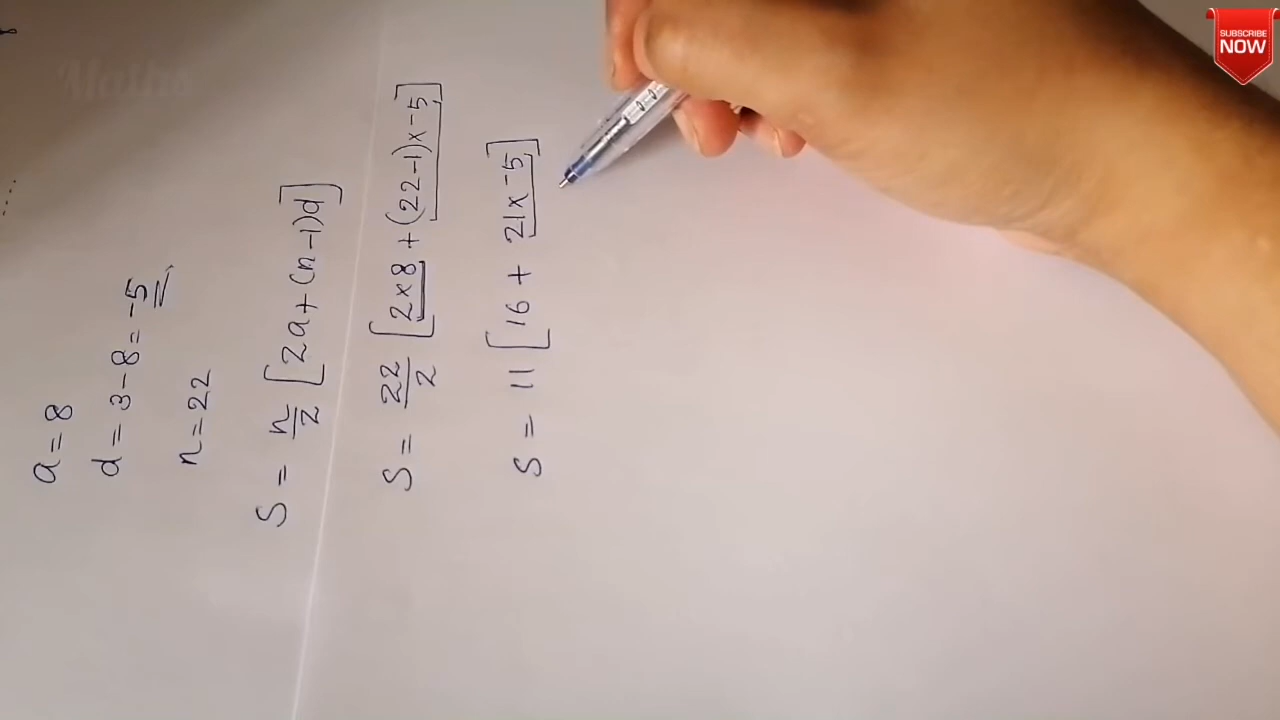 a = 8
d = 3 - 8 = -5
n = 22
S = n/2 [2a + (n-1)d]
S = 22/2 [2×8 + (22-1)×-5]
S = 11 [16 + 21×-5]
SUBSCRIBE
NOW
Maths